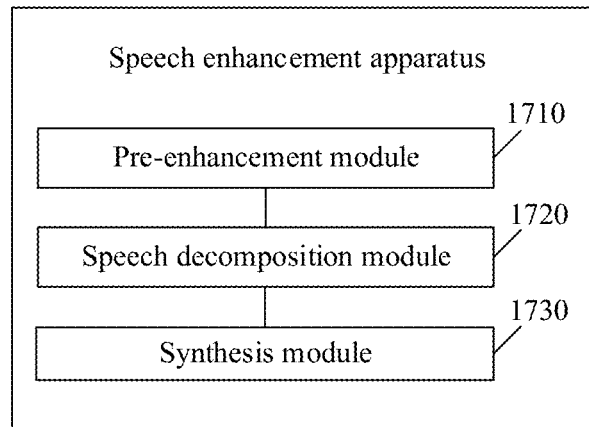 Speech enhancement apparatus
1710
Pre-enhancement module
1720
Speech decomposition module
1730
Synthesis module